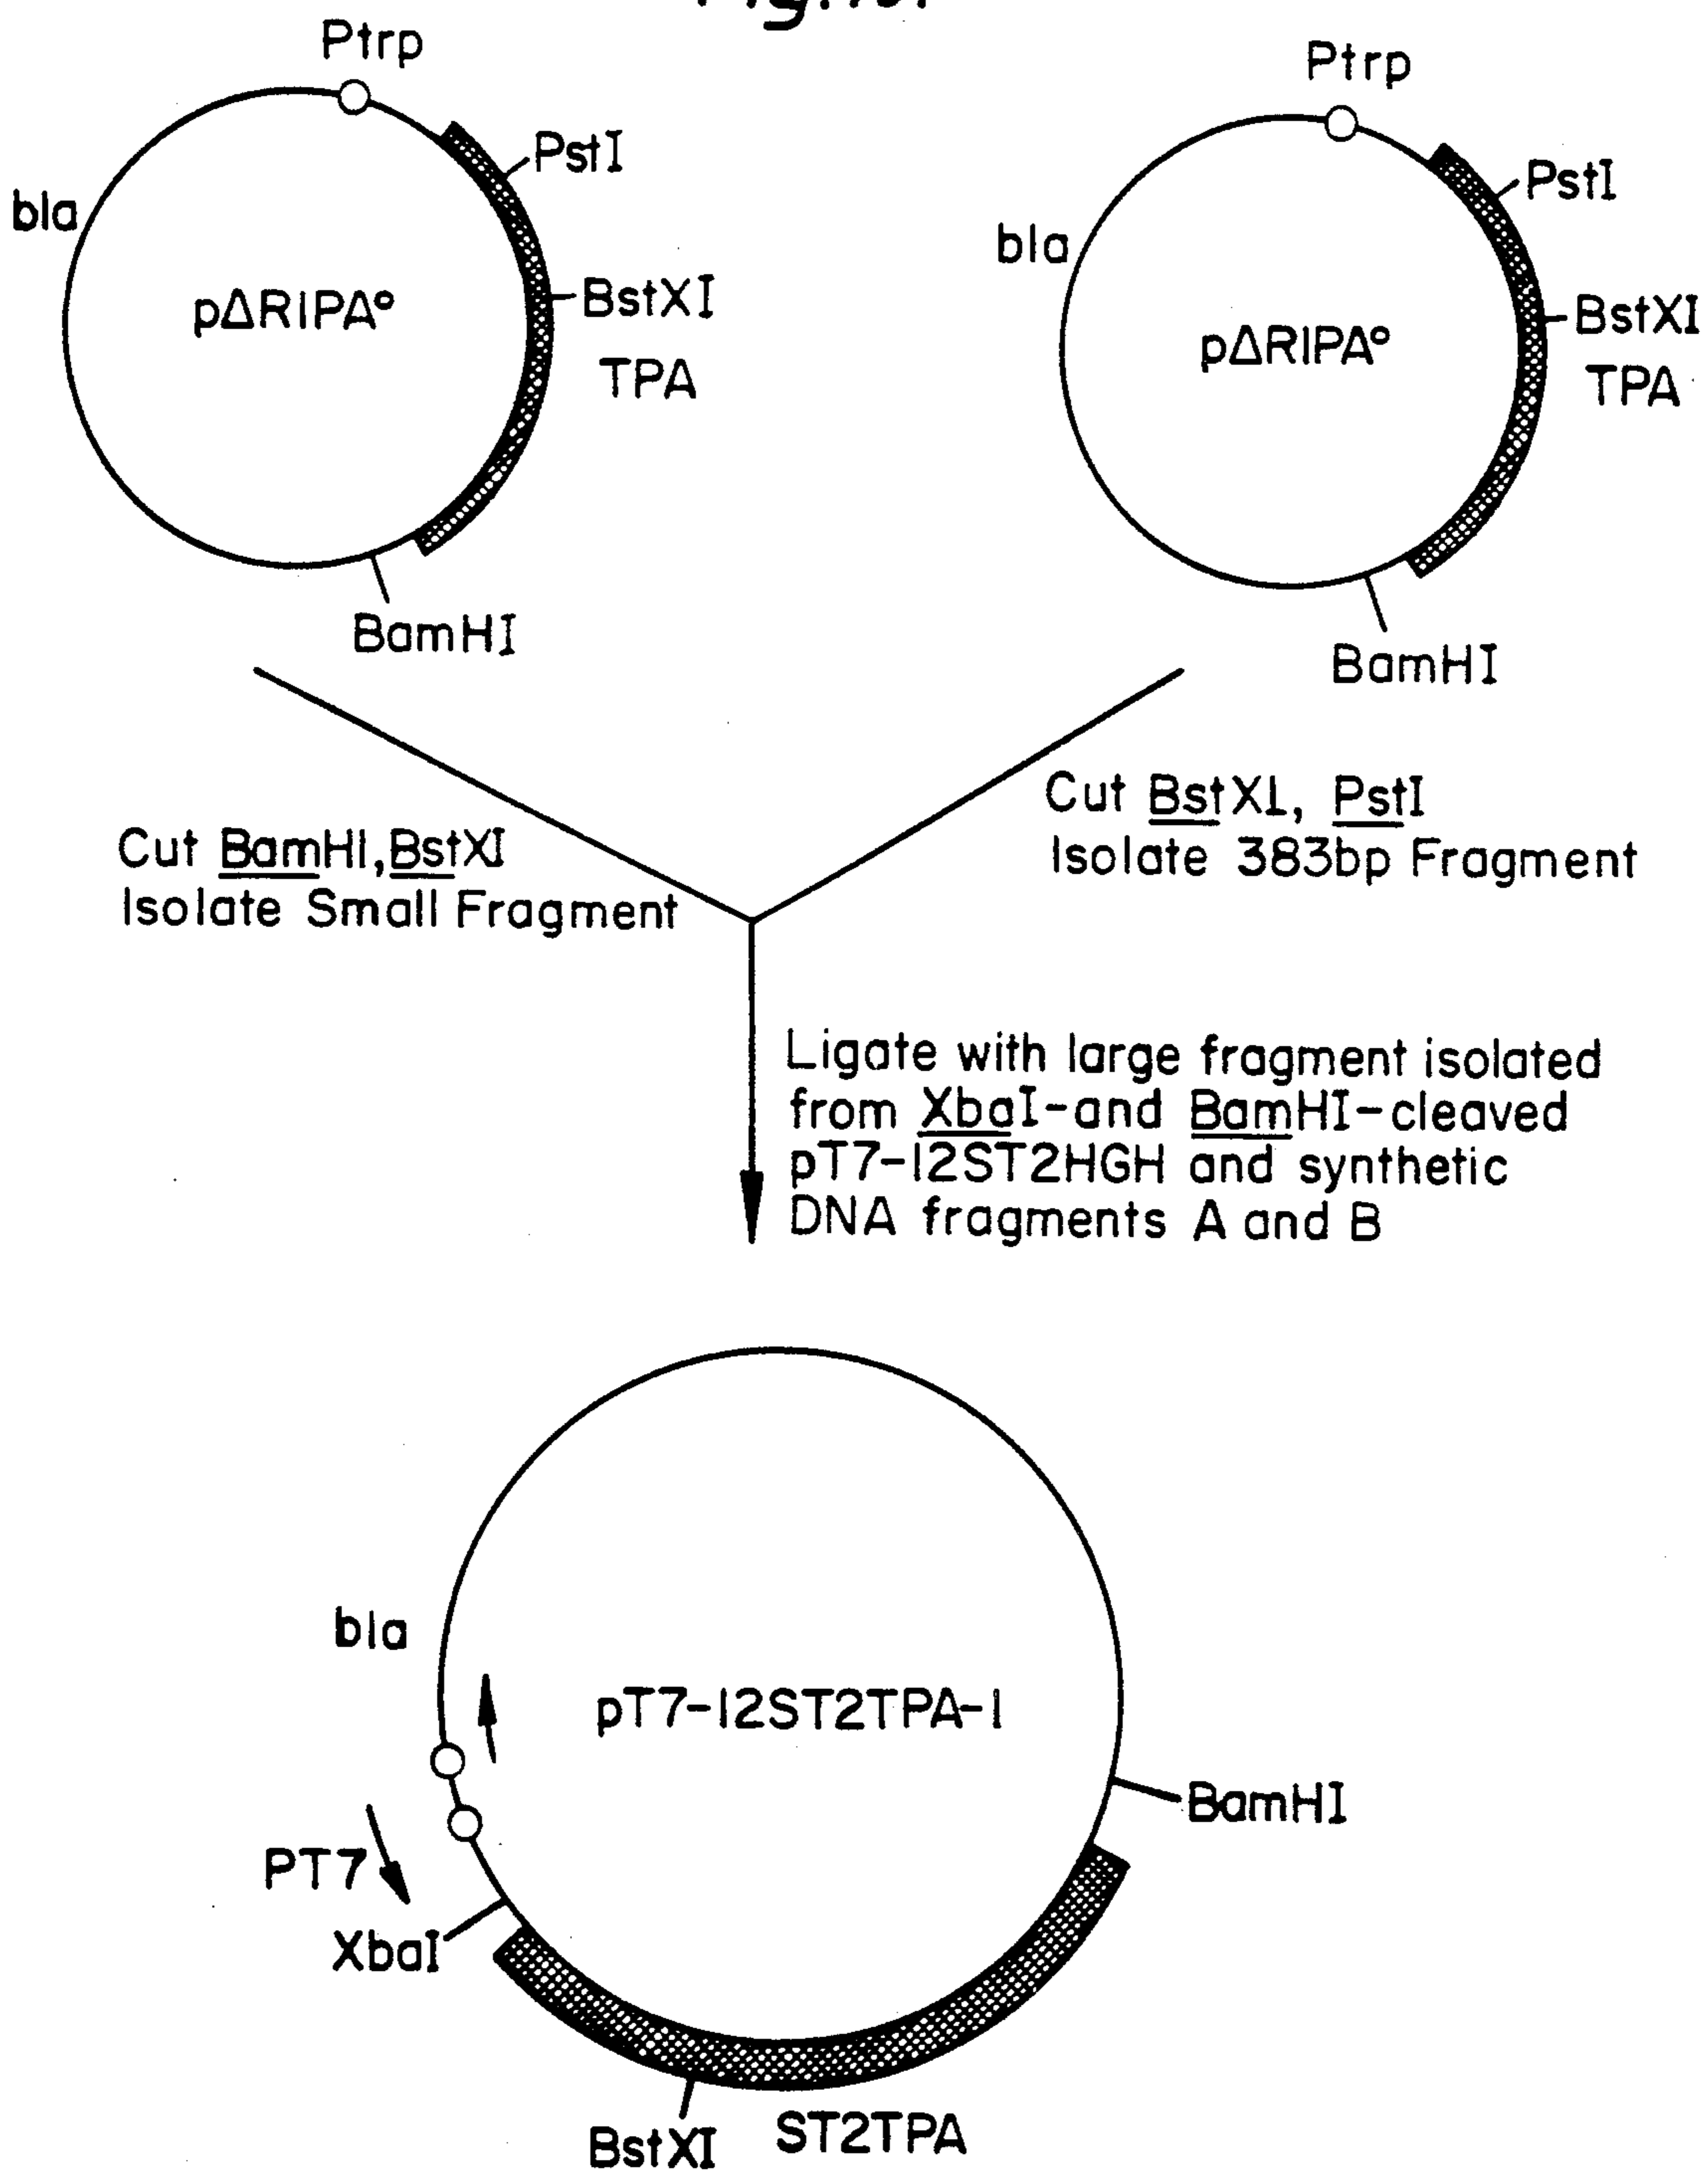 Ptrp
PstI
bla
pΔRIPA°
BstXI
TPA
BamHI
Ptrp
PstI
bla
pΔRIPA°
BstXI
TPA
BamHI
Cut BamHI, BstXI
Isolate Small Fragment
Cut BstXI, PstI
Isolate 383bp Fragment
Ligate with large fragment isolated
from XbaI-and BamHI-cleaved
pT7-12ST2HGH and synthetic
DNA fragments A and B
bla
pT7-12ST2TPA-1
BamHI
PT7
XbaI
BstXI
ST2TPA